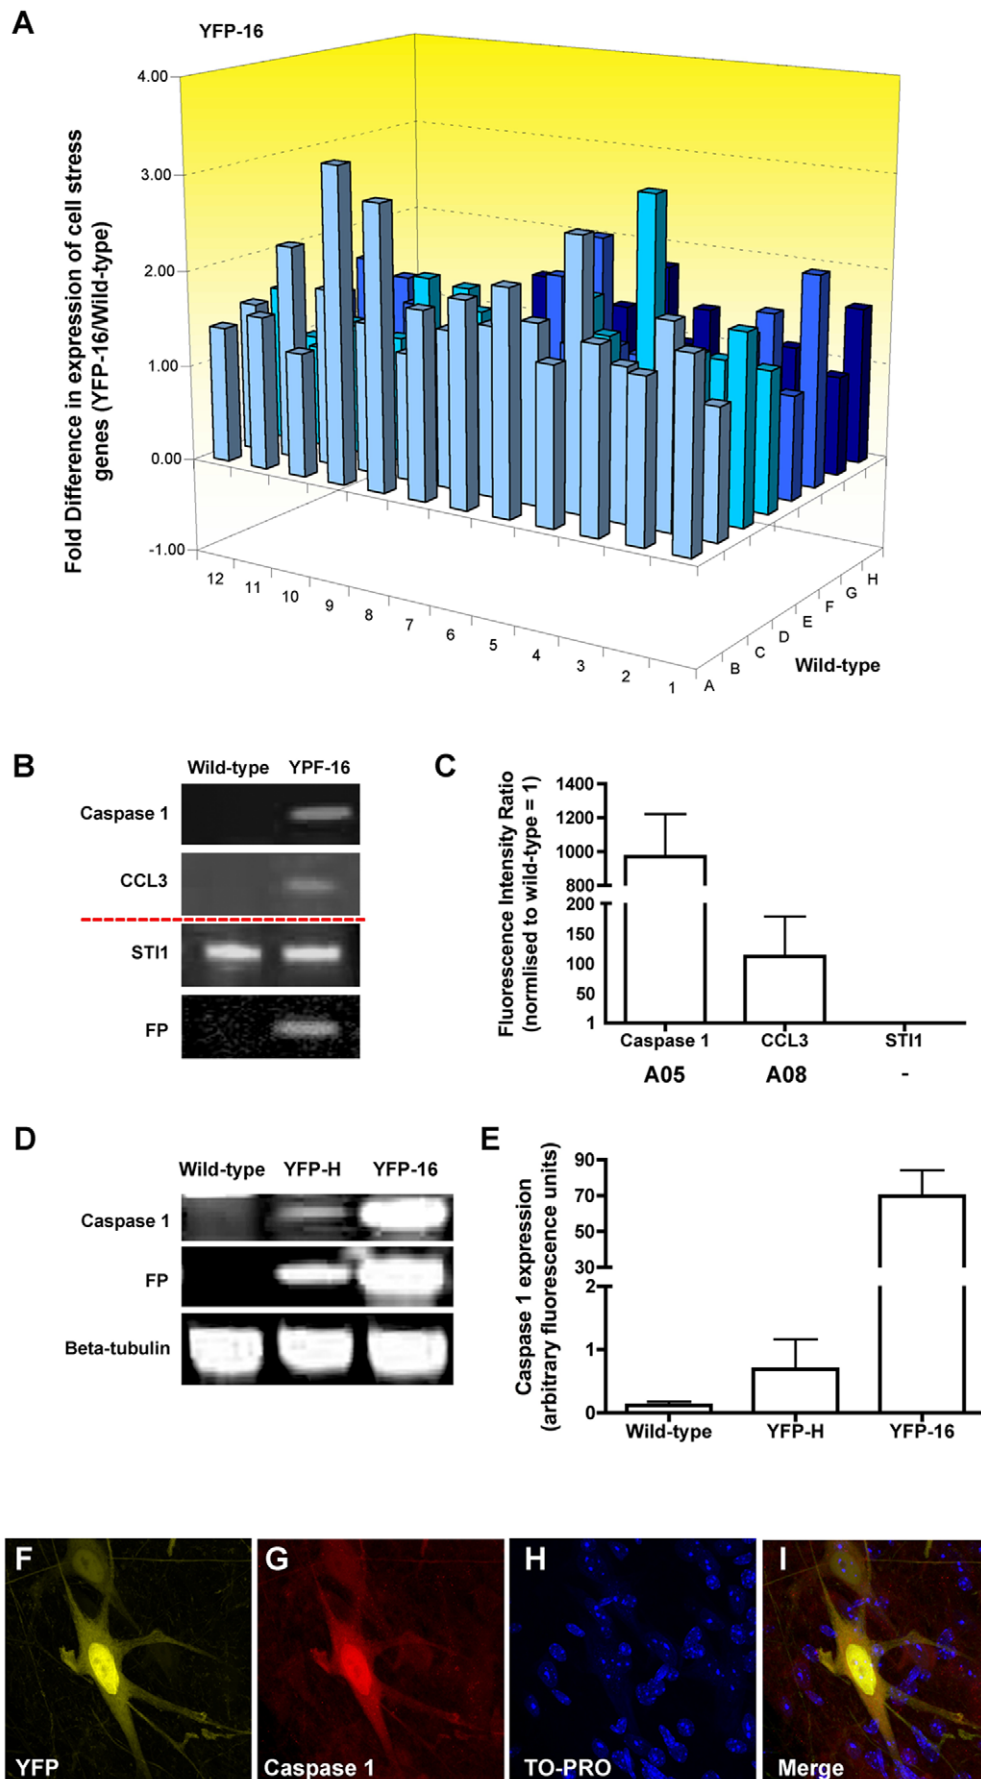 A
YFP-16
4.00
3.00
2.00
1.00
0.00
-1.00
Fold Difference in expression of cell stress
genes (YFP-16/Wild-type)
12 11 10 9 8 7 6 5 4 3 2 1
A B C D E F G H
Wild-type
B
Wild-type YPF-16
Caspase 1
CCL3
STI1
FP
C
Fluorescence Intensity Ratio
(normlised to wild-type = 1)
1400
1200
1000
800
200
150
100
50
1
Caspase 1 CCL3 STI1
A05 A08 -
D
Wild-type YFP-H YFP-16
Caspase 1
FP
Beta-tubulin
E
Caspase 1 expression
(arbitrary fluorescence units)
90
70
50
30
2
1
0
Wild-type YFP-H YFP-16
F
YFP
G
Caspase 1
H
TO-PRO
I
Merge